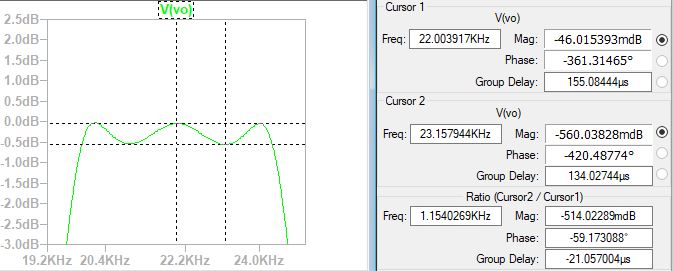 V(vo)
2.5dB
2.0dB
1.5dB
1.0dB
0.5dB
0.0dB
-0.5dB
-1.0dB
-1.5dB
-2.0dB
-2.5dB
-3.0dB
19.2KHz 20.4KHz 22.2KHz 24.0KHz
Cursor 1
V(vo)
Freq: 22.003917KHz Mag: -46.015393mdB
Phase: -361.31465°
Group Delay: 155.08444µs
Cursor 2
V(vo)
Freq: 23.157944KHz Mag: -560.03828mdB
Phase: -420.48774°
Group Delay: 134.02744µs
Ratio (Cursor2 / Cursor1)
Freq: 1.1540269KHz Mag: -514.02289mdB
Phase: -59.173088°
Group Delay: -21.057004µs